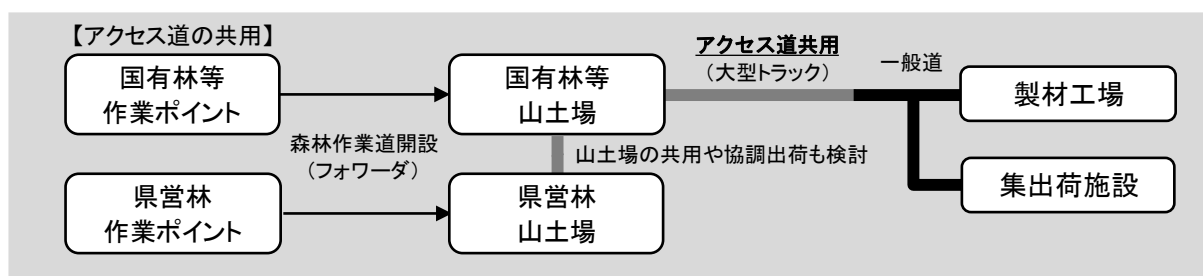 【アクセス道の共用】
国有林等
作業ポイント
国有林等
山土場
アクセス道共用
（大型トラック）
一般道
製材工場
森林作業道開設
（フォワーダ）
山土場の共用や協調出荷も検討
県営林
作業ポイント
県営林
山土場
集出荷施設